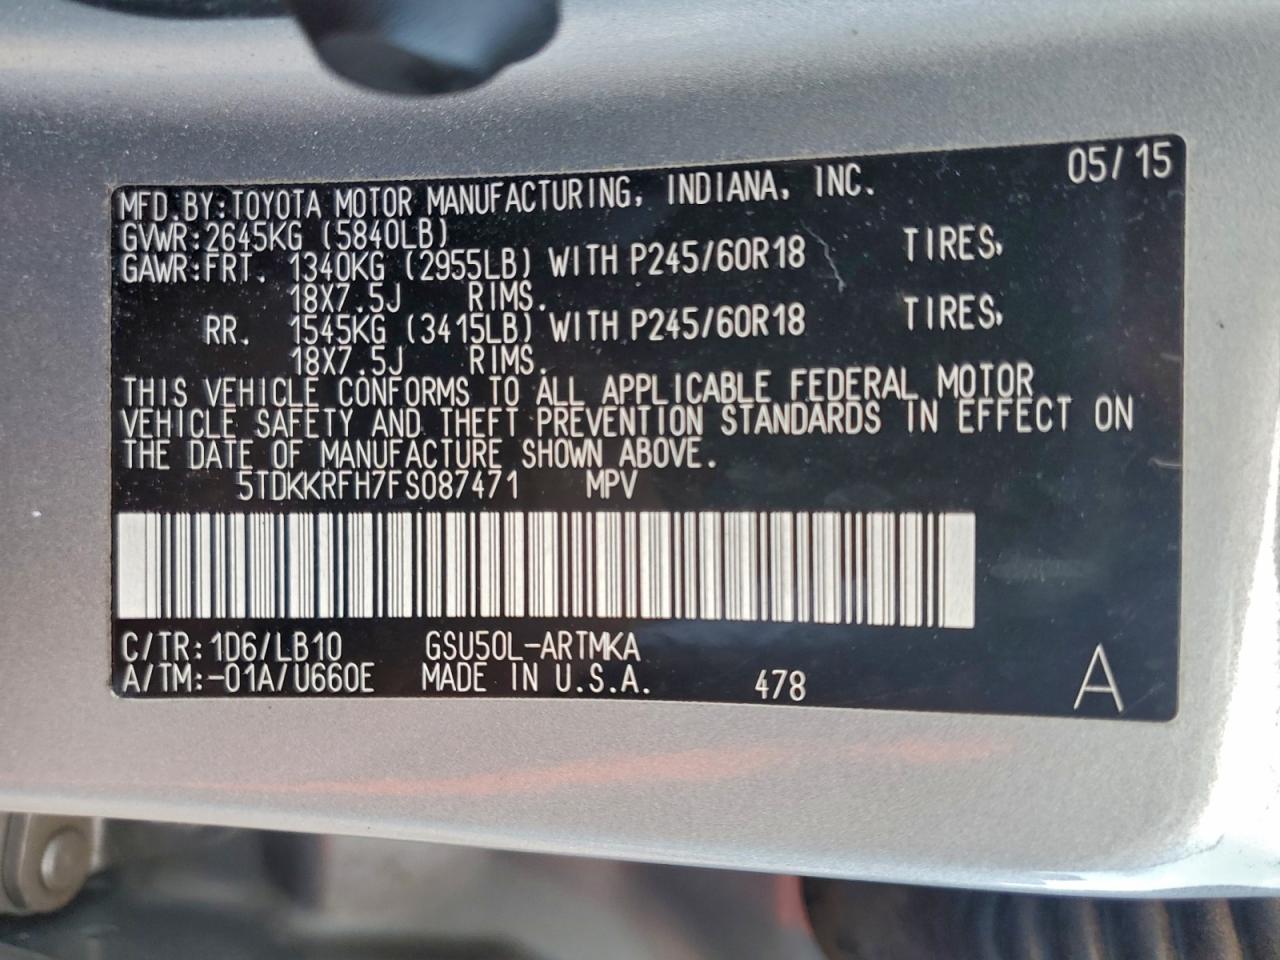 05/15
MFD.BY:TOYOTA MOTOR MANUFACTURING, INDIANA, INC.
GVWR:2645KG (5840LB)
GAWR:FRT. 1340KG (2955LB) WITH P245/60R18 TIRES,
18X7.5J RIMS.
RR. 1545KG (3415LB) WITH P245/60R18 TIRES,
18X7.5J RIMS.
THIS VEHICLE CONFORMS TO ALL APPLICABLE FEDERAL MOTOR
VEHICLE SAFETY AND THEFT PREVENTION STANDARDS IN EFFECT ON
THE DATE OF MANUFACTURE SHOWN ABOVE.
5TDKKRFH7FS087471 MPV
C/TR:1D6/LB10 GSU50L-ARTMKA
A/TM:-01A/U660E MADE IN U.S.A. 478 A